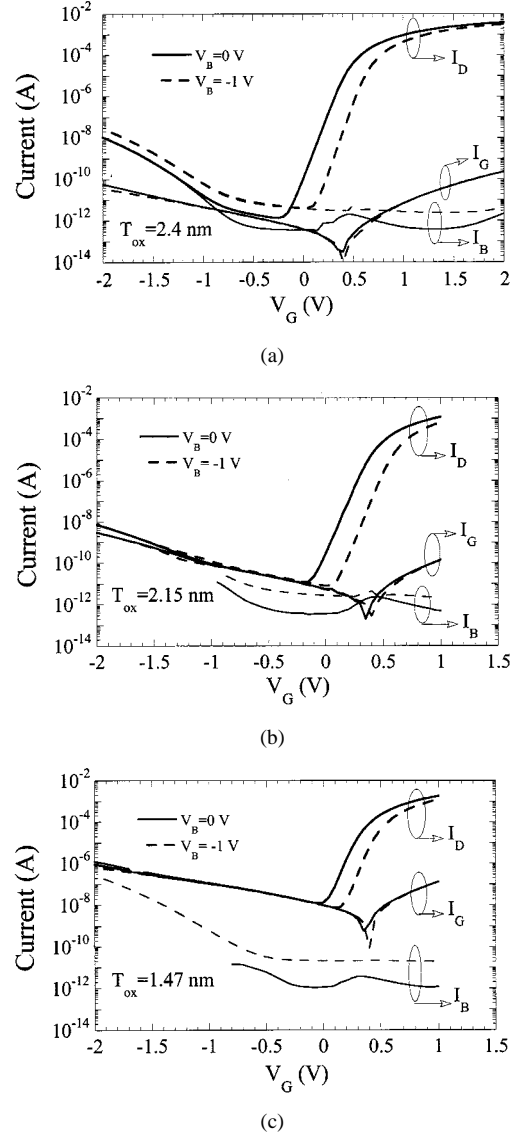 10⁻²
10⁻⁴
10⁻⁶
10⁻⁸
10⁻¹⁰
10⁻¹²
10⁻¹⁴
Current (A)
V_B=0 V
V_B= -1 V
I_D
I_G
I_B
T_ox=2.4 nm
-2 -1.5 -1 -0.5 0 0.5 1 1.5 2
V_G (V)
(a)
10⁻²
10⁻⁴
10⁻⁶
10⁻⁸
10⁻¹⁰
10⁻¹²
10⁻¹⁴
Current (A)
V_B=0 V
V_B= -1 V
I_D
I_G
I_B
T_ox=2.15 nm
-2 -1.5 -1 -0.5 0 0.5 1 1.5
V_G (V)
(b)
10⁻²
10⁻⁴
10⁻⁶
10⁻⁸
10⁻¹⁰
10⁻¹²
10⁻¹⁴
Current (A)
V_B=0 V
V_B= -1 V
I_D
I_G
I_B
T_ox=1.47 nm
-2 -1.5 -1 -0.5 0 0.5 1 1.5
V_G (V)
(c)